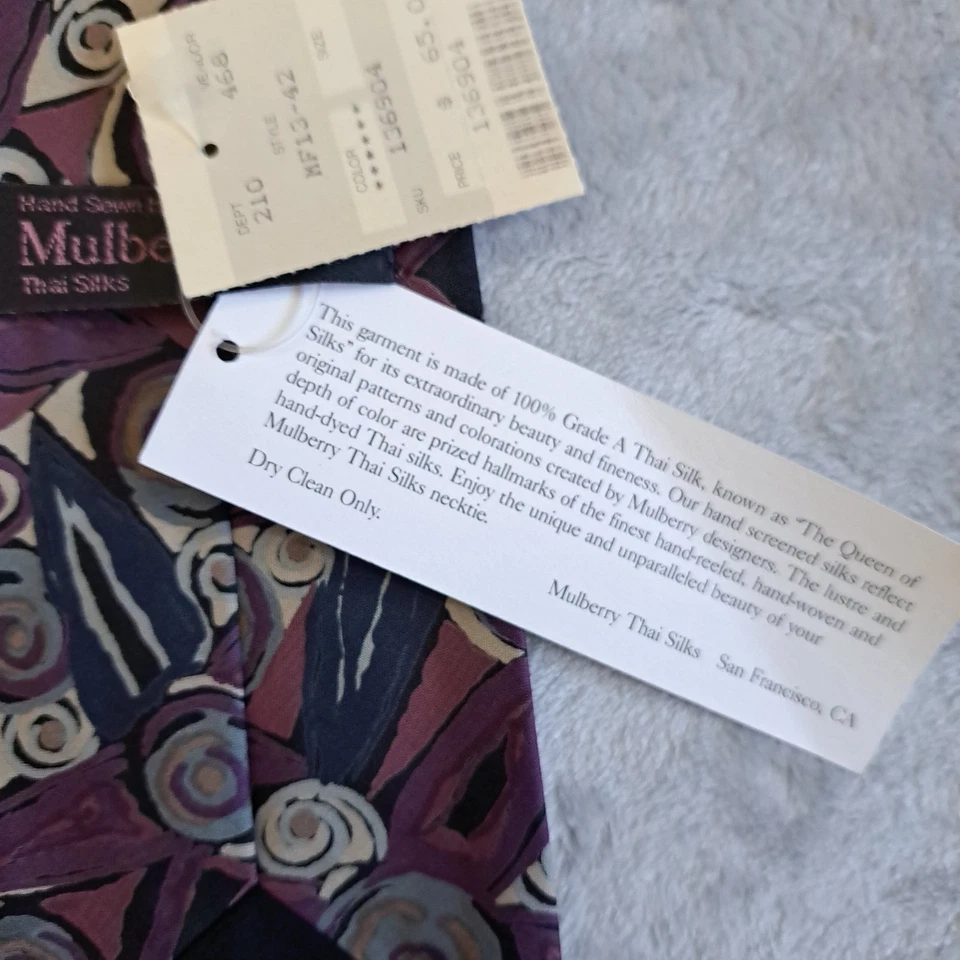 Hand Sewn
Mulbe
Thai Silks
DEPT
210
VENDOR
468
STYLE
MF13-42
SIZE
COLOR
*****
SKU
136904
PRICE
$ 65.0
136904
This garment is made of 100% Grade A Thai Silk, known as "The Queen of
Silks" for its extraordinary beauty and fineness. Our hand screened silks reflect
original patterns and colorations created by Mulberry designers. The lustre and
depth of color are prized hallmarks of the finest hand-reeled, hand-woven and
hand-dyed Thai silks. Enjoy the unique and unparalleled beauty of your
Mulberry Thai Silks necktie.
Dry Clean Only.
Mulberry Thai Silks San Francisco, CA